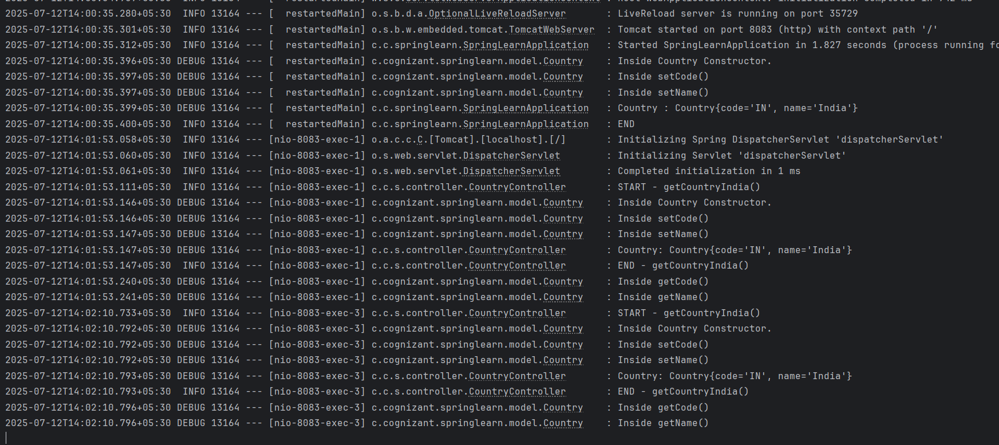 2025-07-12T14:00:35.280+05:30  INFO 13164 --- [  restartedMain] o.s.b.d.a.OptionalLiveReloadServer       : LiveReload server is running on port 35729
2025-07-12T14:00:35.301+05:30  INFO 13164 --- [  restartedMain] o.s.b.w.embedded.tomcat.TomcatWebServer  : Tomcat started on port 8083 (http) with context path '/'
2025-07-12T14:00:35.312+05:30  INFO 13164 --- [  restartedMain] c.c.springlearn.SpringLearnApplication   : Started SpringLearnApplication in 1.827 seconds (process running fo
2025-07-12T14:00:35.396+05:30 DEBUG 13164 --- [  restartedMain] c.cognizant.springlearn.model.Country    : Inside Country Constructor.
2025-07-12T14:00:35.397+05:30 DEBUG 13164 --- [  restartedMain] c.cognizant.springlearn.model.Country    : Inside setCode()
2025-07-12T14:00:35.397+05:30 DEBUG 13164 --- [  restartedMain] c.cognizant.springlearn.model.Country    : Inside setName()
2025-07-12T14:00:35.399+05:30 DEBUG 13164 --- [  restartedMain] c.c.springlearn.SpringLearnApplication   : Country : Country{code='IN', name='India'}
2025-07-12T14:00:35.400+05:30  INFO 13164 --- [  restartedMain] c.c.springlearn.SpringLearnApplication   : END
2025-07-12T14:01:53.058+05:30  INFO 13164 --- [nio-8083-exec-1] o.a.c.c.C.[Tomcat].[localhost].[/]       : Initializing Spring DispatcherServlet 'dispatcherServlet'
2025-07-12T14:01:53.060+05:30  INFO 13164 --- [nio-8083-exec-1] o.s.web.servlet.DispatcherServlet        : Initializing Servlet 'dispatcherServlet'
2025-07-12T14:01:53.061+05:30  INFO 13164 --- [nio-8083-exec-1] o.s.web.servlet.DispatcherServlet        : Completed initialization in 1 ms
2025-07-12T14:01:53.111+05:30  INFO 13164 --- [nio-8083-exec-1] c.c.s.controller.CountryController       : START - getCountryIndia()
2025-07-12T14:01:53.146+05:30 DEBUG 13164 --- [nio-8083-exec-1] c.cognizant.springlearn.model.Country    : Inside Country Constructor.
2025-07-12T14:01:53.146+05:30 DEBUG 13164 --- [nio-8083-exec-1] c.cognizant.springlearn.model.Country    : Inside setCode()
2025-07-12T14:01:53.147+05:30 DEBUG 13164 --- [nio-8083-exec-1] c.cognizant.springlearn.model.Country    : Inside setName()
2025-07-12T14:01:53.147+05:30 DEBUG 13164 --- [nio-8083-exec-1] c.c.s.controller.CountryController       : Country: Country{code='IN', name='India'}
2025-07-12T14:01:53.147+05:30  INFO 13164 --- [nio-8083-exec-1] c.c.s.controller.CountryController       : END - getCountryIndia()
2025-07-12T14:01:53.240+05:30 DEBUG 13164 --- [nio-8083-exec-1] c.cognizant.springlearn.model.Country    : Inside getCode()
2025-07-12T14:01:53.241+05:30 DEBUG 13164 --- [nio-8083-exec-1] c.cognizant.springlearn.model.Country    : Inside getName()
2025-07-12T14:02:10.733+05:30  INFO 13164 --- [nio-8083-exec-3] c.c.s.controller.CountryController       : START - getCountryIndia()
2025-07-12T14:02:10.792+05:30 DEBUG 13164 --- [nio-8083-exec-3] c.cognizant.springlearn.model.Country    : Inside Country Constructor.
2025-07-12T14:02:10.792+05:30 DEBUG 13164 --- [nio-8083-exec-3] c.cognizant.springlearn.model.Country    : Inside setCode()
2025-07-12T14:02:10.792+05:30 DEBUG 13164 --- [nio-8083-exec-3] c.cognizant.springlearn.model.Country    : Inside setName()
2025-07-12T14:02:10.793+05:30 DEBUG 13164 --- [nio-8083-exec-3] c.c.s.controller.CountryController       : Country: Country{code='IN', name='India'}
2025-07-12T14:02:10.793+05:30  INFO 13164 --- [nio-8083-exec-3] c.c.s.controller.CountryController       : END - getCountryIndia()
2025-07-12T14:02:10.796+05:30 DEBUG 13164 --- [nio-8083-exec-3] c.cognizant.springlearn.model.Country    : Inside getCode()
2025-07-12T14:02:10.796+05:30 DEBUG 13164 --- [nio-8083-exec-3] c.cognizant.springlearn.model.Country    : Inside getName()